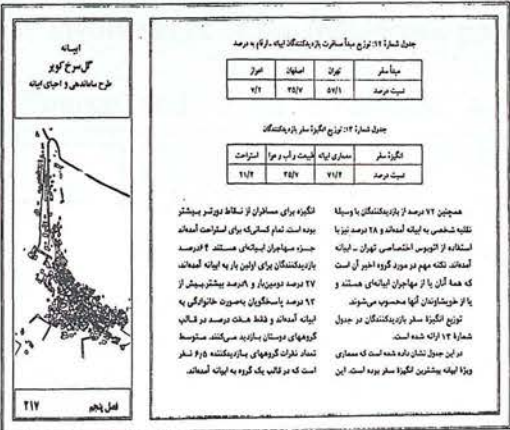 ابیـانه
گل سرخ کویر
طرح ساماندهی و احیای ابیانه
جدول شمارهٔ ۱۲: توزیع مبدأ مسافرت بازدیدکنندگان ابیانه ـ ارقام به درصد
مبدأ سفر تهران اصفهان اهواز
نسبت درصد ۵۷/۱ ۳۵/۷ ۷/۲
جدول شمارهٔ ۱۳: توزیع انگیزهٔ سفر بازدیدکنندگان
انگیزهٔ سفر معماری ابیانه طبیعت و آب و هوا استراحت
نسبت درصد ۷۱/۴ ۳۵/۷ ۲۱/۴
همچنین ۷۲ درصد از بازدیدکنندگان با وسیلهٔ
نقلیه شخصی به ابیانه آمده‌اند و ۲۸ درصد نیز با
استفاده از اتوبوس اختصاصی تهران ـ ابیانه
آمده‌اند. نکته مهم در مورد گروه اخیر آن است
که همهٔ آنان یا از مهاجران ابیانه‌ای هستند و
یا از خویشاوندان آنها محسوب می‌شوند.
توزیع انگیزهٔ سفر بازدیدکنندگان در جدول
شمارهٔ ۱۳ ارائه شده است.
در این جدول نشان داده شده است که معماری
ویژهٔ ابیانه بیشترین انگیزهٔ سفر بوده است. این
انگیزه برای مسافران از نقاط دورتر بیشتر
بوده است. تمام کسانی‌که برای استراحت آمده‌اند
جزء مهاجران ابیانه‌ای هستند ۶۴ درصد
بازدیدکنندگان برای اولین بار به ابیانه آمده‌اند،
۲۷ درصد دومین‌بار و ۹ درصد بیشتر. بیش از
۹۲ درصد پاسخگویان به‌صورت خانوادگی به
ابیانه آمده‌اند و فقط هفت درصد در قالب
گروههای دوستان بازدید می‌کنند. متوسط
تعداد نفرات گروههای بازدیدکننده ۶٫۵ نفر
است که در قالب یک گروه به ابیانه آمده‌اند.
فصل پنجم ۲۱۷